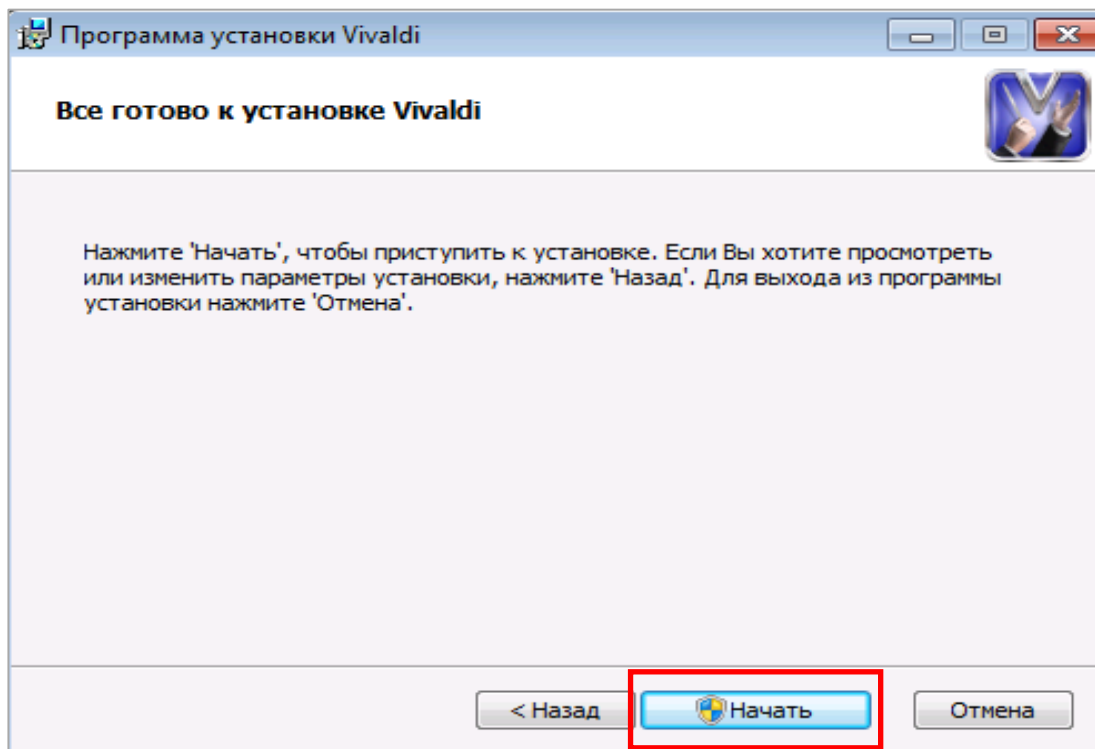 Программа установки Vivaldi
Все готово к установке Vivaldi
Нажмите 'Начать', чтобы приступить к установке. Если Вы хотите просмотреть
или изменить параметры установки, нажмите 'Назад'. Для выхода из программы
установки нажмите 'Отмена'.
< Назад
Начать
Отмена